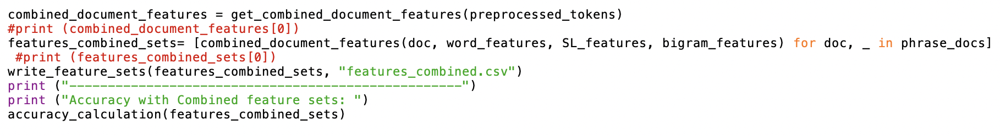 combined_document_features = get_combined_document_features(preprocessed_tokens)
#print (combined_document_features[0])
features_combined_sets= [combined_document_features(doc, word_features, SL_features, bigram_features) for doc, _ in phrase_docs]
 #print (features_combined_sets[0])
write_feature_sets(features_combined_sets, "features_combined.csv")
print ("---------------------------------------------------")
print ("Accuracy with Combined feature sets: ")
accuracy_calculation(features_combined_sets)